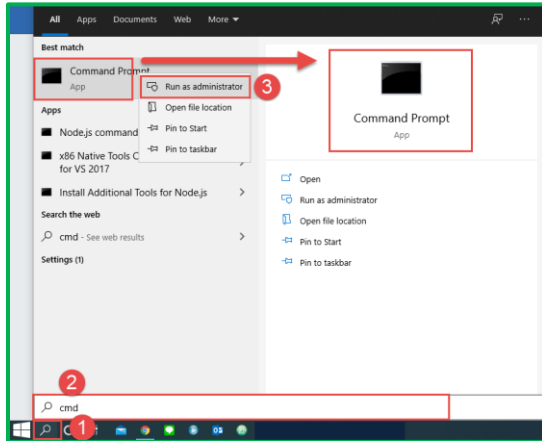 All Apps Documents Web More
Best match
Command Prompt
App
Run as administrator
3
Open file location
Pin to Start
Pin to taskbar
Apps
Node.js command
x86 Native Tools C
for VS 2017
Install Additional Tools for Node.js
Search the web
cmd - See web results
Settings (1)
Command Prompt
App
Open
Run as administrator
Open file location
Pin to Start
Pin to taskbar
2
cmd
1